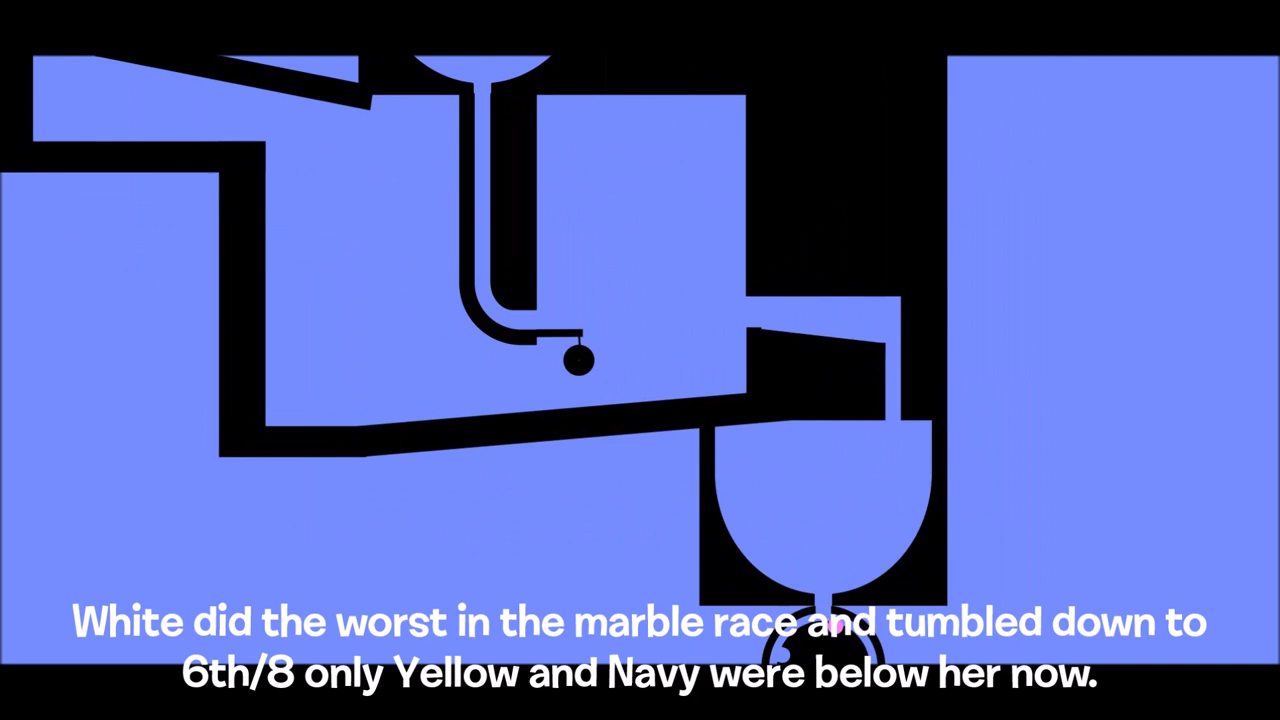 White did the worst in the marble race and tumbled down to
6th/8 only Yellow and Navy were below her now.